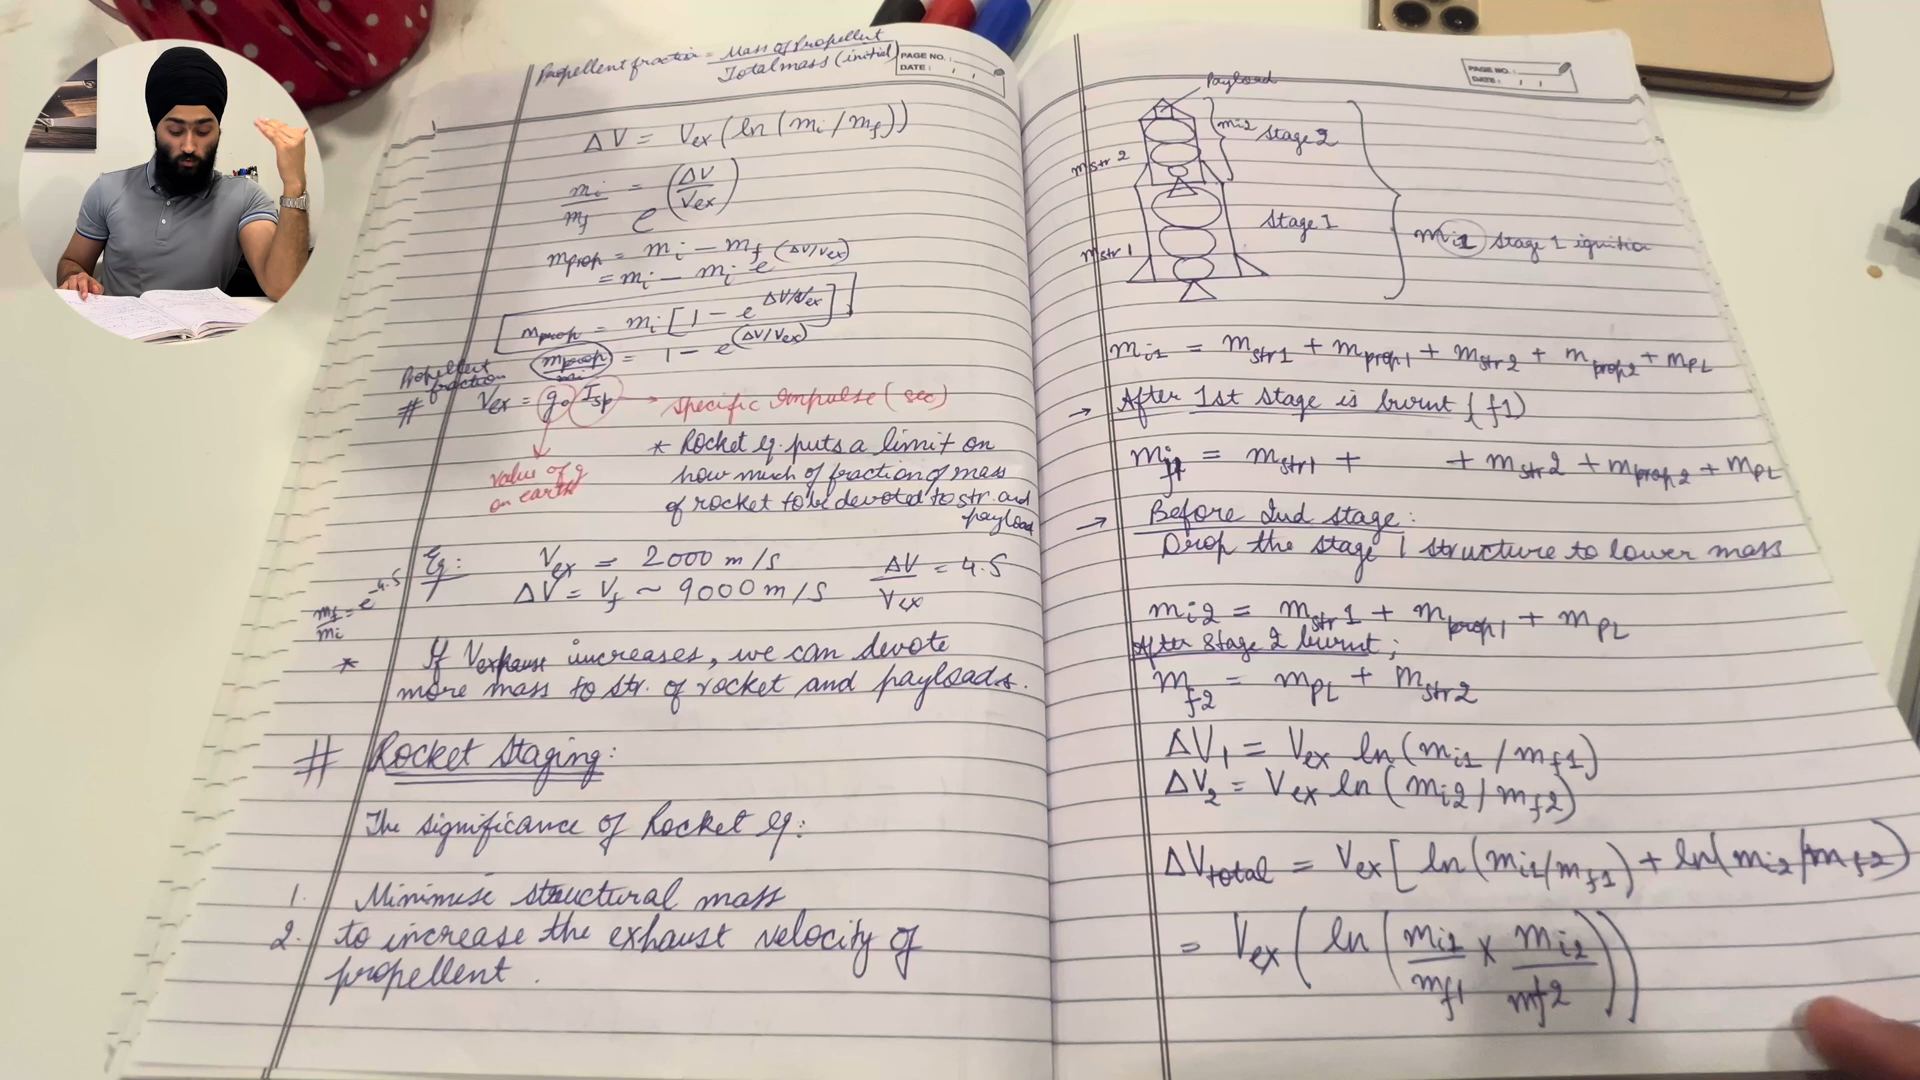 Propellent fraction = Mass of Propellent / Total mass (initial)
PAGE NO.:
DATE: / /
ΔV = Vex (ln (mi / mf))
mi/mf = e^(ΔV/Vex)
mprop = mi − mf
= mi − mi e^(ΔV/Vex)
mprop = mi [1 − e^ΔV/Vex]
Propellent fraction mprop/mi = 1 − e^(ΔV/Vex)
# Vex = g0 Isp → specific Impulse (sec)
value of g
on earth
* Rocket eq. puts a limit on
how much of fraction of mass
of rocket to be devoted to str. and
payload
Eg: Vex = 2000 m/s
ΔV = Vf ~ 9000 m/s ΔV/Vex = 4.5
mf/mi = e^-4.5
* If Vexhause increases, we can devote
more mass to str. of rocket and payloads.
# Rocket Staging:
The significance of Rocket eq:
1. Minimise structural mass
2. to increase the exhaust velocity of
propellent.
PAGE NO.:
DATE: / /
Payload
mi2 Stage 2
mstr 2
Stage 1
mstr 1
mi1 stage 1 ignition
mi1 = mstr1 + mprop1 + mstr2 + mprop2 + mPL
→ After 1st stage is burnt (f1)
mf1 = mstr1 + + mstr2 + mprop2 + mPL
→ Before 2nd stage:
Drop the stage 1 structure to lower mass
mi2 = mstr1 + mprop1 + mPL
After stage 2 burnt;
mf2 = mPL + mstr2
ΔV1 = Vex ln(mi1 / mf1)
ΔV2 = Vex ln (mi2 / mf2)
ΔVtotal = Vex [ ln (mi1/mf1) + ln(mi2/mf2)
= Vex ( ln ( mi1/mf1 × mi2/mf2 ))